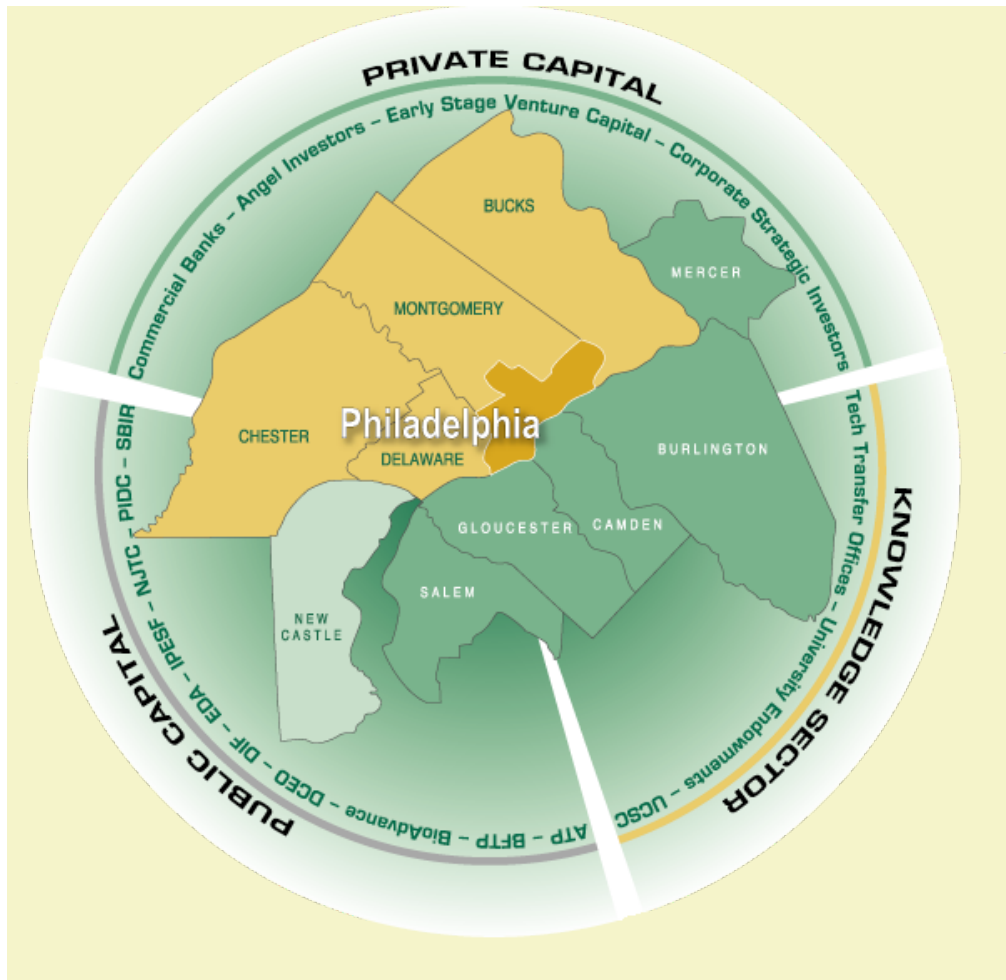 PRIVATE CAPITAL
Commercial Banks – Angel Investors – Early Stage Venture Capital – Corporate Strategic Investors
BUCKS
MERCER
MONTGOMERY
Philadelphia
CHESTER
DELAWARE
BURLINGTON
GLOUCESTER
CAMDEN
SALEM
NEW
CASTLE
KNOWLEDGE SECTOR
Tech Transfer Offices – University Endowments – UCSC
PUBLIC CAPITAL
ATP – BFTP – BioAdvance – DCEO – DIF – EDA – IPESF – NJTC – PIDC – SBIR